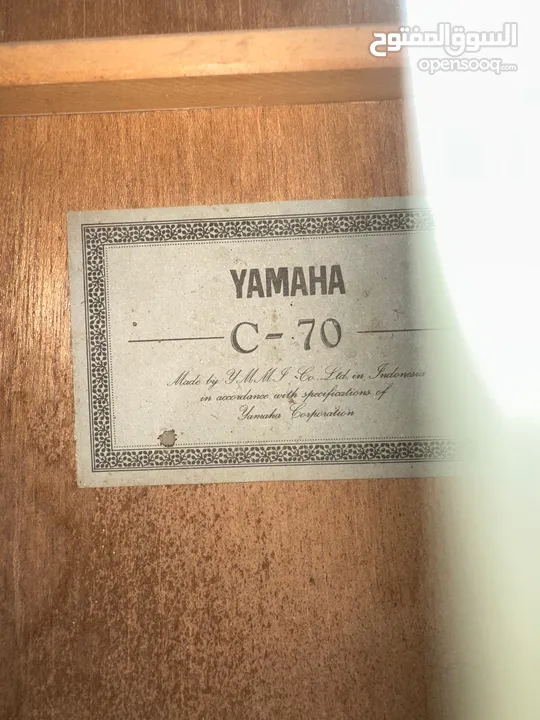 السوق المفتوح
opensooq.com
YAMAHA
C-70
Made by Y.M.M.I. Co. Ltd. in Indonesia
in accordance with specifications of
Yamaha Corporation